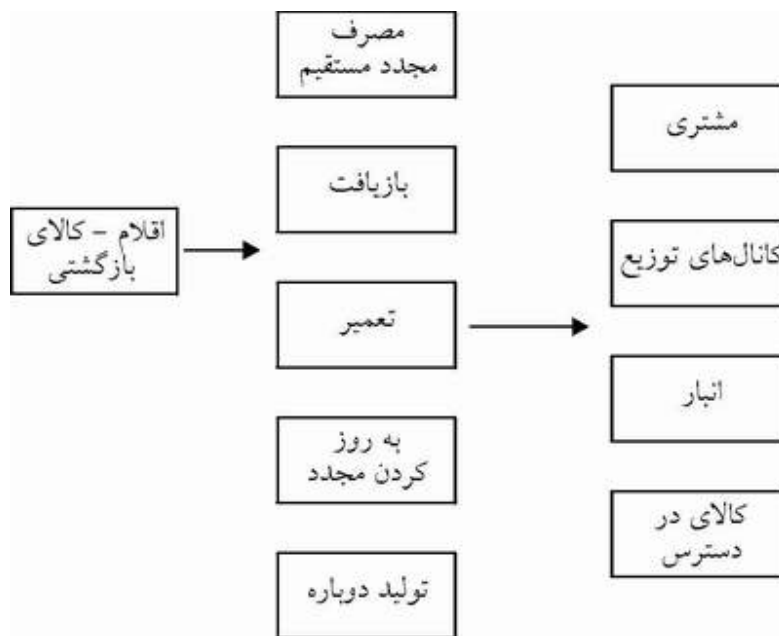 مصرف
مجدد مستقیم
بازیافت
اقلام – کالای
بازگشتی
تعمیر
به روز
کردن مجدد
تولید دوباره
مشتری
کانال‌های توزیع
انبار
کالای در
دسترس